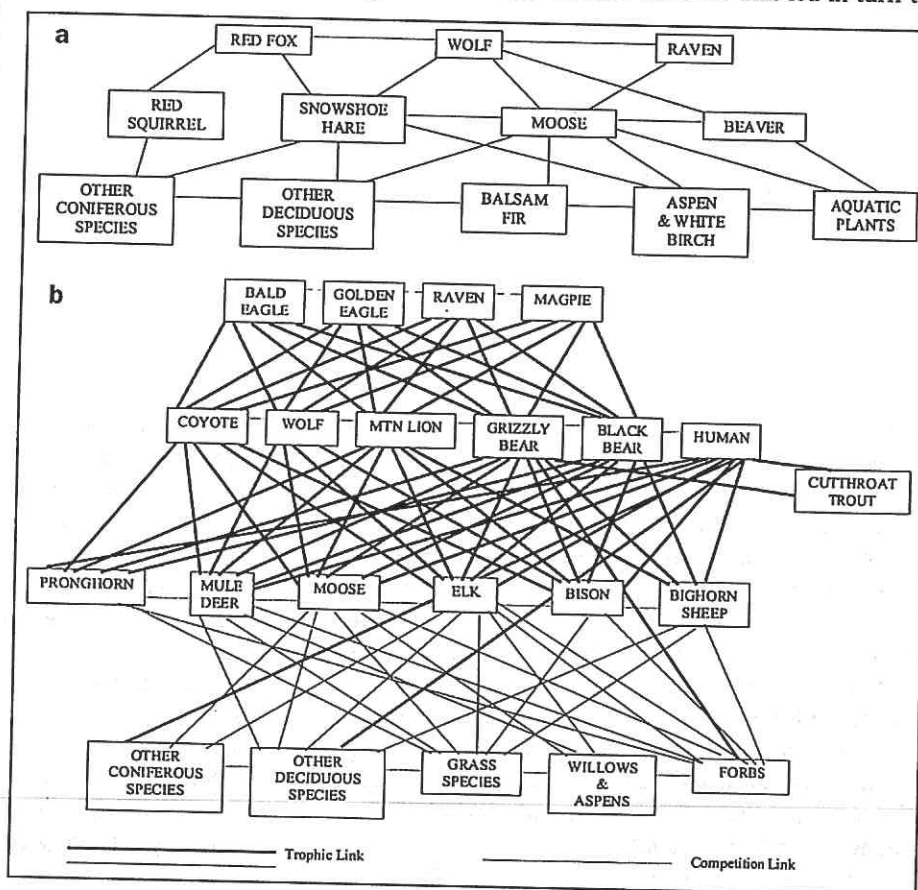 a
RED FOX
WOLF
RAVEN
RED
SQUIRREL
SNOWSHOE
HARE
MOOSE
BEAVER
OTHER
CONIFEROUS
SPECIES
OTHER
DECIDUOUS
SPECIES
BALSAM
FIR
ASPEN
& WHITE
BIRCH
AQUATIC
PLANTS
b
BALD
EAGLE
GOLDEN
EAGLE
RAVEN
MAGPIE
COYOTE
WOLF
MTN LION
GRIZZLY
BEAR
BLACK
BEAR
HUMAN
CUTTHROAT
TROUT
PRONGHORN
MULE
DEER
MOOSE
ELK
BISON
BIGHORN
SHEEP
OTHER
CONIFEROUS
SPECIES
OTHER
DECIDUOUS
SPECIES
GRASS
SPECIES
WILLOWS
&
ASPENS
FORBS
Trophic Link
Competition Link